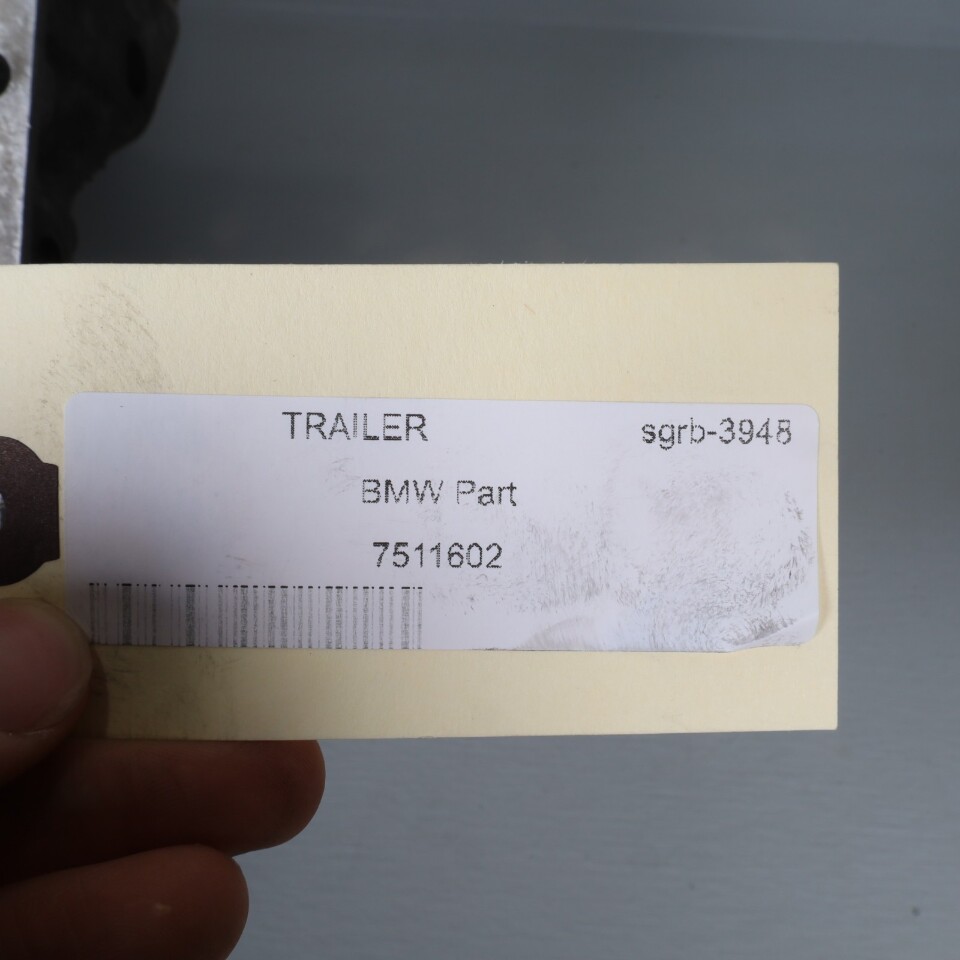 TRAILER sgrb-3948
BMW Part
7511602